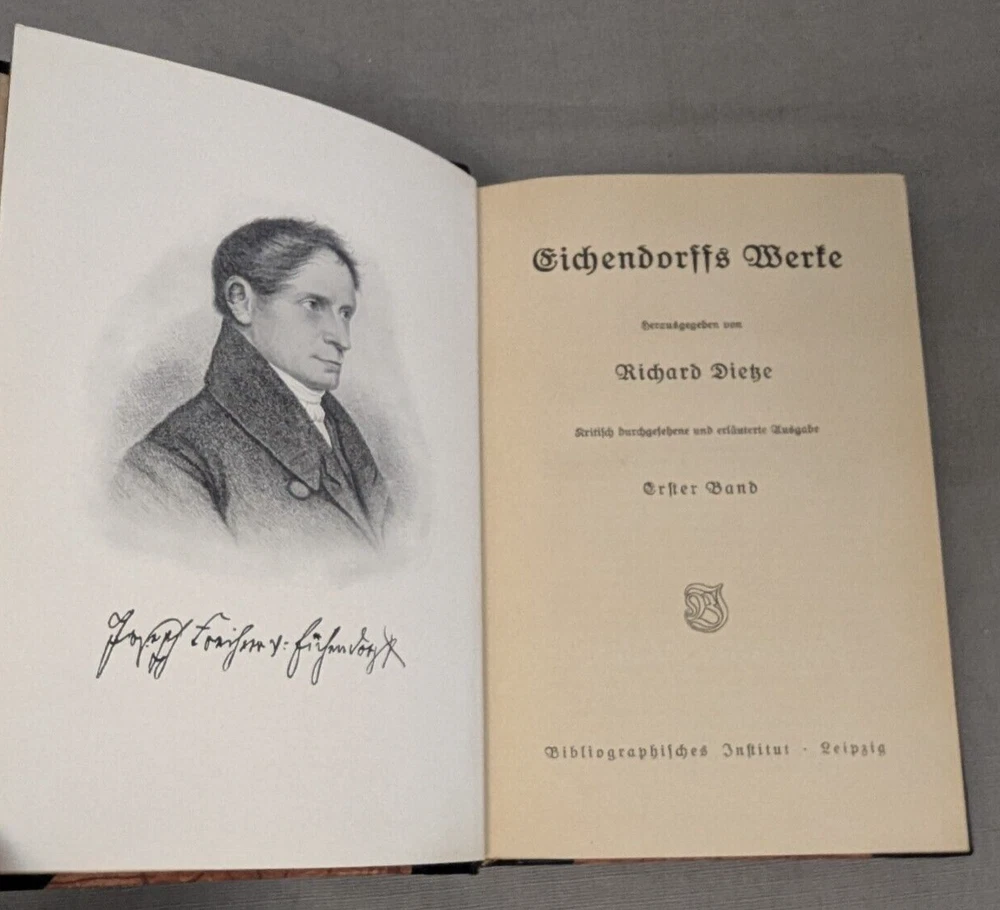 Joseph Freiherr v: Eichendorff
Eichendorffs Werke
Herausgegeben von
Richard Dietze
Kritisch durchgesehene und erläuterte Ausgabe
Erster Band
Bibliographisches Institut · Leipzig